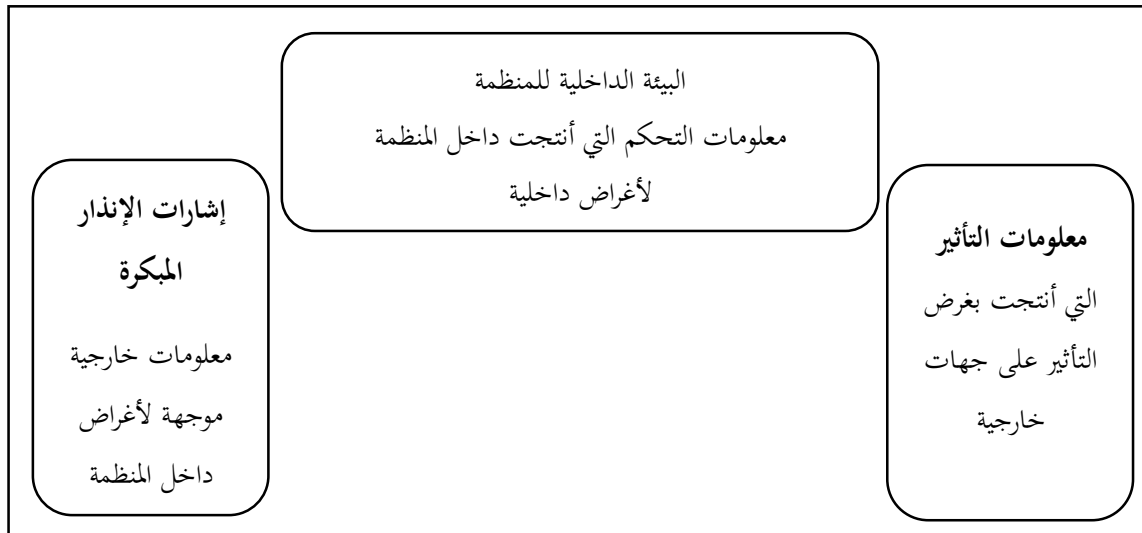 البيئة الداخلية للمنظمة
معلومات التحكم التي أنتجت داخل المنظمة
لأغراض داخلية
معلومات التأثير
التي أنتجت بغرض
التأثير على جهات
خارجية
إشارات الإنذار
المبكرة
معلومات خارجية
موجهة لأغراض
داخل المنظمة